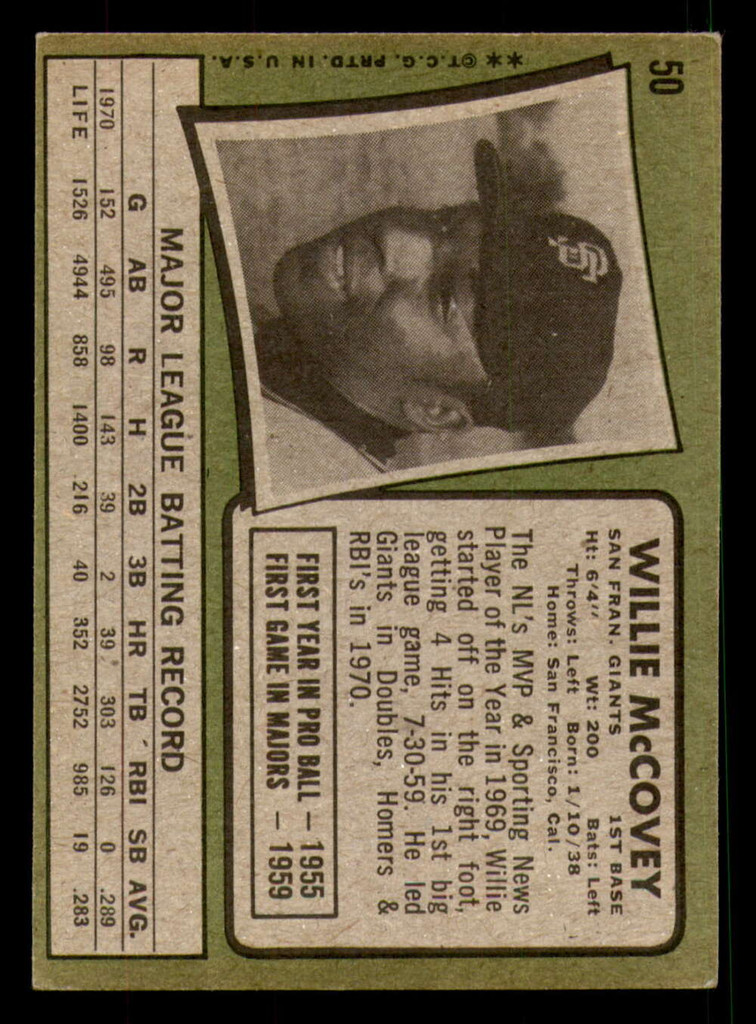 50
WILLIE McCOVEY
SAN FRAN. GIANTS 1ST BASE
Ht: 6'4'' Wt: 200 Bats: Left
Throws: Left Born: 1/10/38
Home: San Francisco, Cal.
The NL's MVP & Sporting News
Player of the Year in 1969, Willie
started off on the right foot,
getting 4 Hits in his 1st big
league game, 7-30-59. He led
Giants in Doubles, Homers &
RBI's in 1970.
FIRST YEAR IN PRO BALL — 1955
FIRST GAME IN MAJORS — 1959
SF
**©T.C.G. PRTD. IN U.S.A.
MAJOR LEAGUE BATTING RECORD
G AB R H 2B 3B HR TB RBI SB AVG.
1970 152 495 98 143 39 2 39 303 126 0 .289
LIFE 1526 4944 858 1400 .216 40 352 2752 985 19 .283